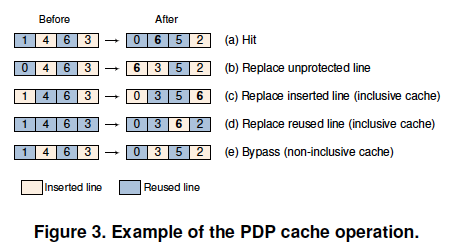 Before After
1 4 6 3 → 0 6 5 2 (a) Hit
0 4 6 3 → 6 3 5 2 (b) Replace unprotected line
1 4 6 3 → 0 3 5 6 (c) Replace inserted line (inclusive cache)
1 4 6 3 → 0 3 6 2 (d) Replace reused line (inclusive cache)
1 4 6 3 → 0 3 5 2 (e) Bypass (non-inclusive cache)
Inserted line Reused line
Figure 3. Example of the PDP cache operation.